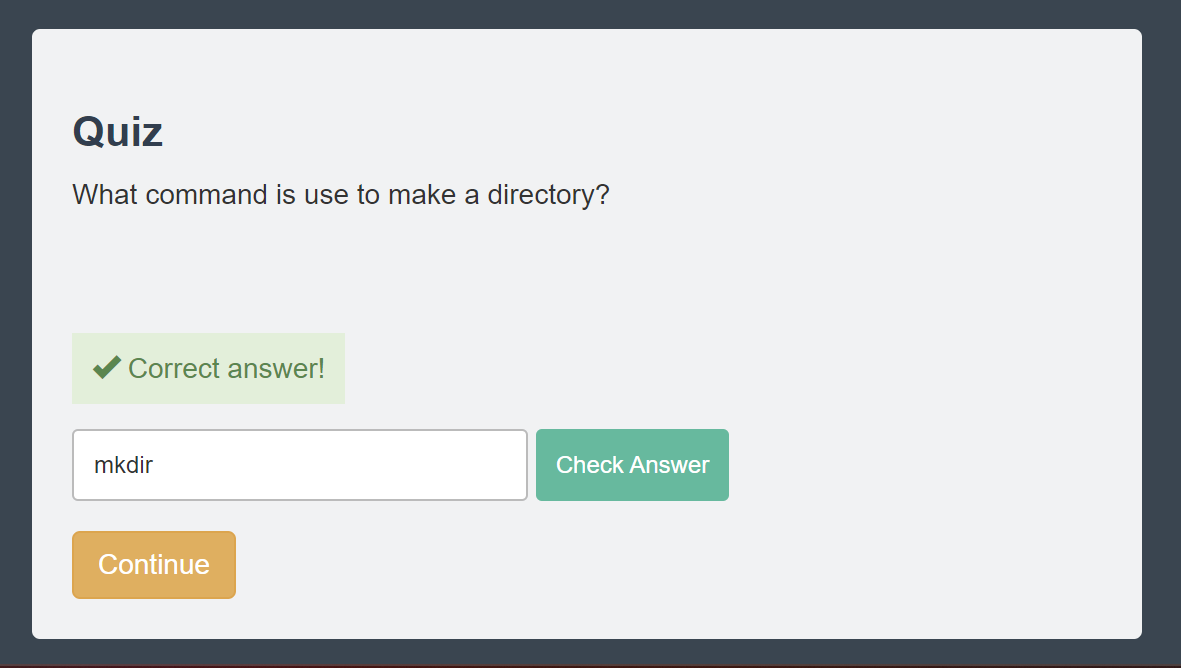 Quiz
What command is use to make a directory?
Correct answer!
mkdir
Check Answer
Continue